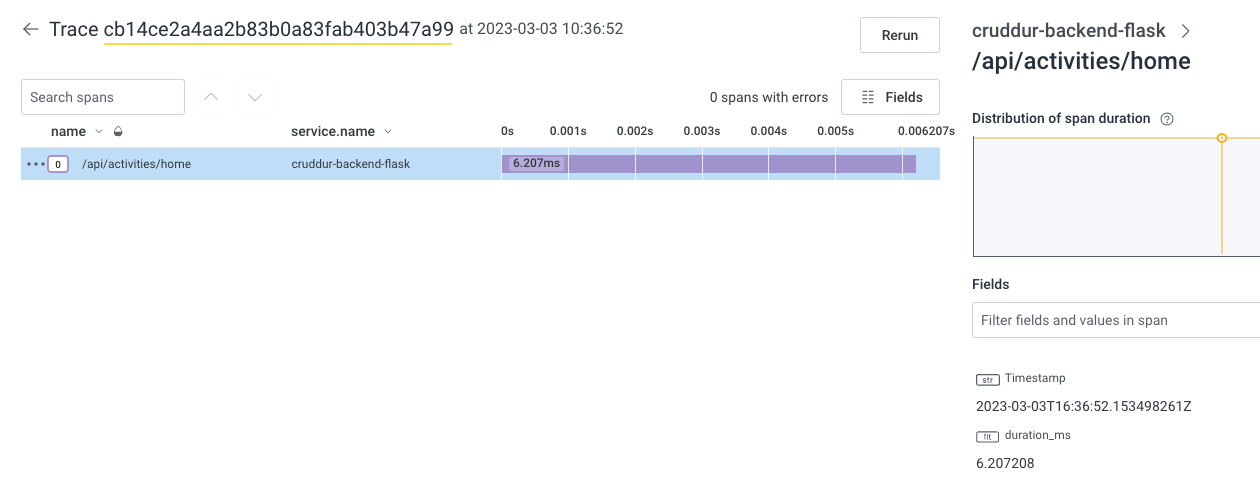 Trace cb14ce2a4aa2b83b0a83fab403b47a99 at 2023-03-03 10:36:52
Rerun
Search spans
0 spans with errors
Fields
name service.name 0s 0.001s 0.002s 0.003s 0.004s 0.005s 0.006207s
0 /api/activities/home cruddur-backend-flask 6.207ms
cruddur-backend-flask
/api/activities/home
Distribution of span duration ?
Fields
Filter fields and values in span
str Timestamp
2023-03-03T16:36:52.153498261Z
flt duration_ms
6.207208